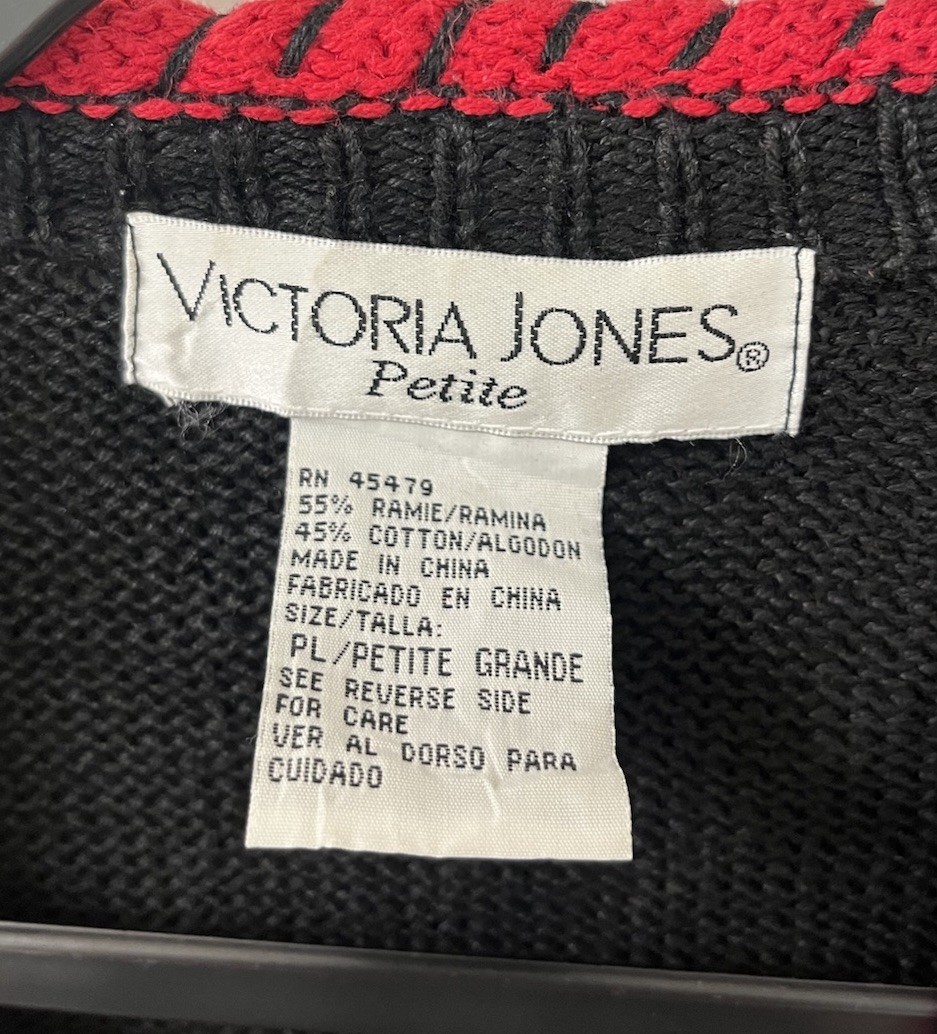 VICTORIA JONES®
Petite
RN 45479
55% RAMIE/RAMINA
45% COTTON/ALGODON
MADE IN CHINA
FABRICADO EN CHINA
SIZE/TALLA:
PL/PETITE GRANDE
SEE REVERSE SIDE
FOR CARE
VER AL DORSO PARA
CUIDADO